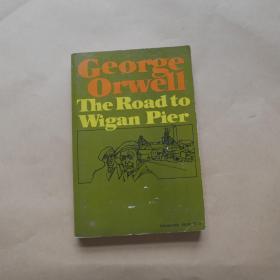 George
Orwell
The Road to
Wigan Pier